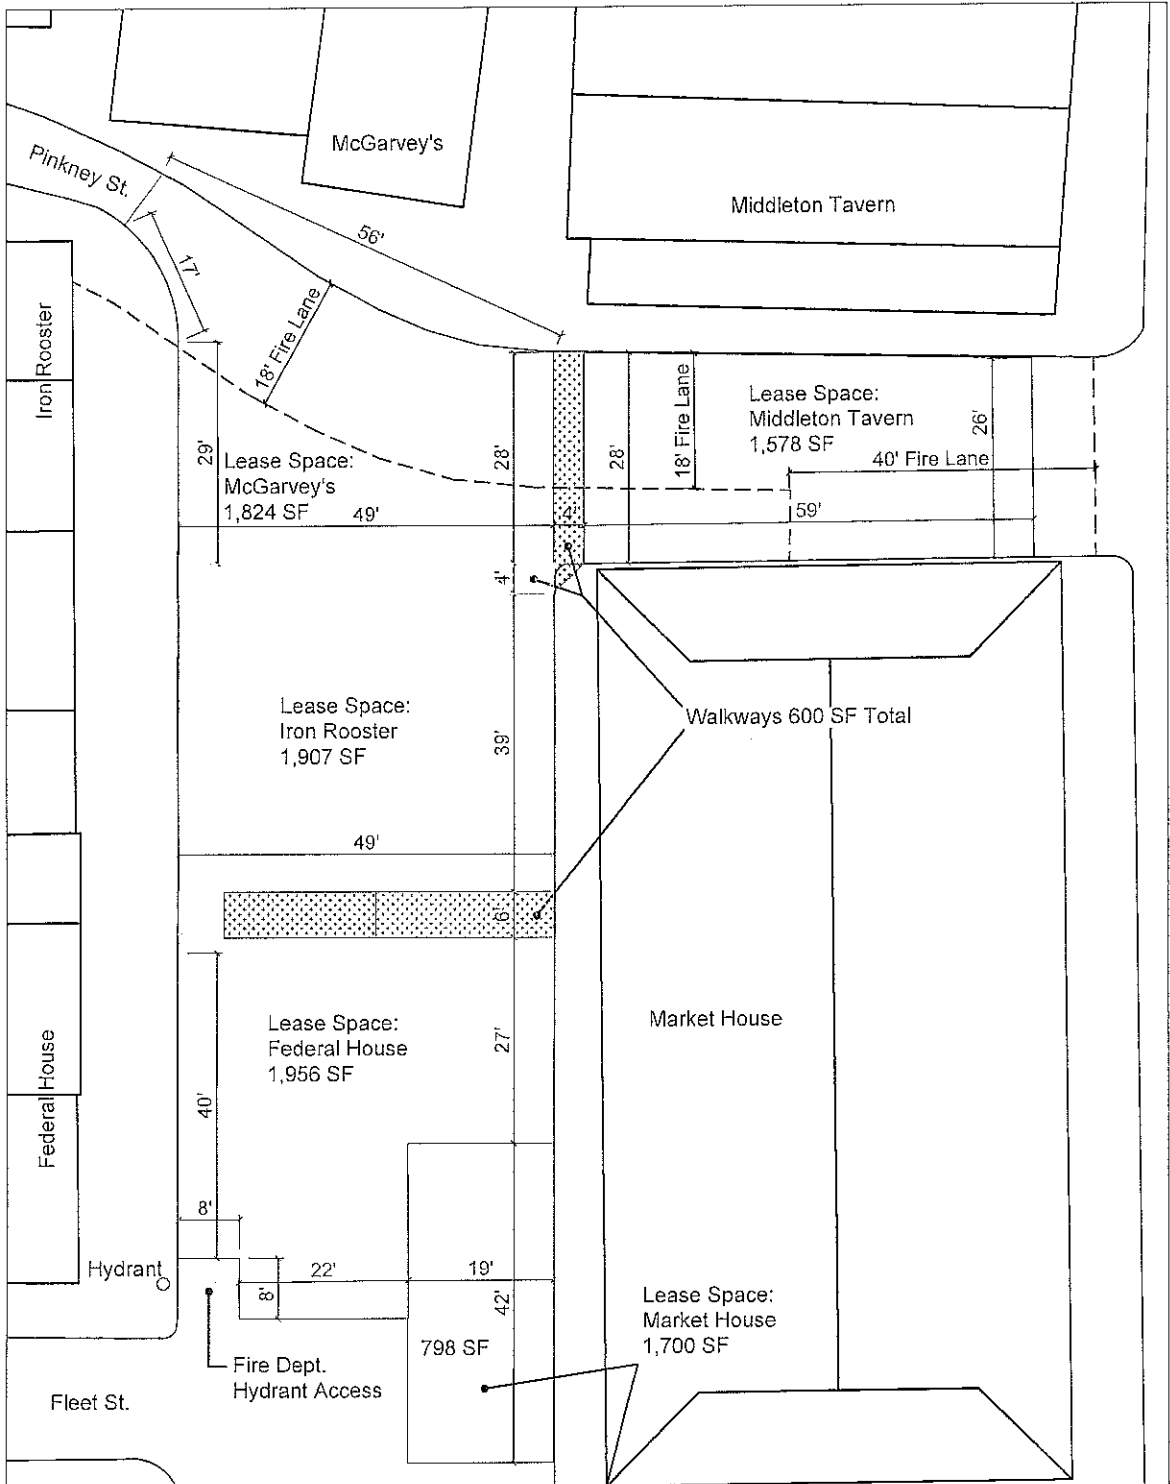 McGarvey's
Pinkney St.
Middleton Tavern
56'
17'
18' Fire Lane
Iron Rooster
29'
Lease Space:
McGarvey's
1,824 SF
28'
28'
18' Fire Lane
Lease Space:
Middleton Tavern
1,578 SF
26'
40' Fire Lane
49'
4'
59'
4'
Lease Space:
Iron Rooster
1,907 SF
39'
Walkways 600 SF Total
49'
6'
Lease Space:
Federal House
1,956 SF
27'
Market House
Federal House
40'
8'
Hydrant
8'
22'
19'
42'
Lease Space:
Market House
1,700 SF
798 SF
Fire Dept.
Hydrant Access
Fleet St.